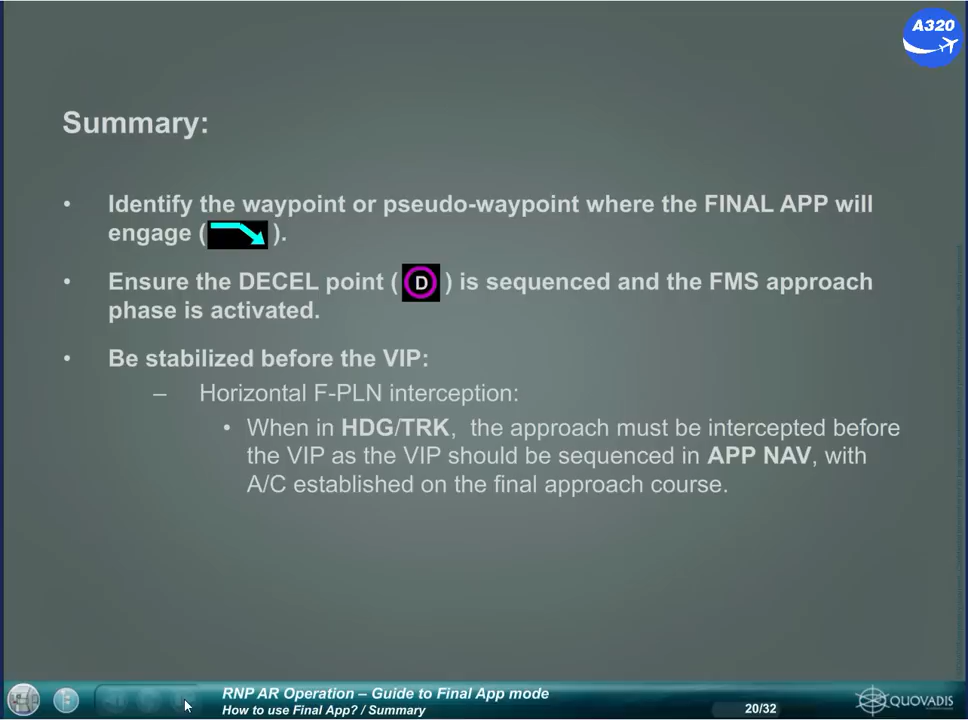 A320
Summary:
• Identify the waypoint or pseudo-waypoint where the FINAL APP will
engage ( ).
• Ensure the DECEL point ( D ) is sequenced and the FMS approach
phase is activated.
• Be stabilized before the VIP:
– Horizontal F-PLN interception:
• When in HDG/TRK, the approach must be intercepted before
the VIP as the VIP should be sequenced in APP NAV, with
A/C established on the final approach course.
RNP AR Operation – Guide to Final App mode
How to use Final App? / Summary
20/32
QUOVADIS